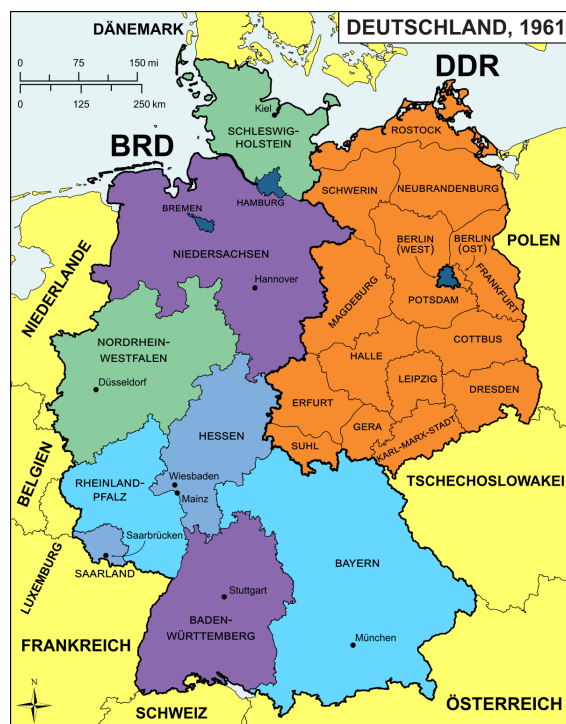 DÄNEMARK
DEUTSCHLAND, 1961
0 75 150 mi
0 125 250 km
DDR
BRD
Kiel
SCHLESWIG-
HOLSTEIN
ROSTOCK
SCHWERIN
NEUBRANDENBURG
HAMBURG
BREMEN
NIEDERSACHSEN
BERLIN
(WEST)
BERLIN
(OST)
POLEN
FRANKFURT
Hannover
POTSDAM
MAGDEBURG
NIEDERLANDE
NORDRHEIN-
WESTFALEN
Düsseldorf
COTTBUS
HALLE
LEIPZIG
DRESDEN
ERFURT
GERA
KARL-MARX-STADT
SUHL
HESSEN
BELGIEN
RHEINLAND-
PFALZ
Wiesbaden
Mainz
TSCHECHOSLOWAKEI
Saarbrücken
SAARLAND
LUXEMBURG
BAYERN
Stuttgart
BADEN-
WÜRTTEMBERG
München
FRANKREICH
N
SCHWEIZ
ÖSTERREICH